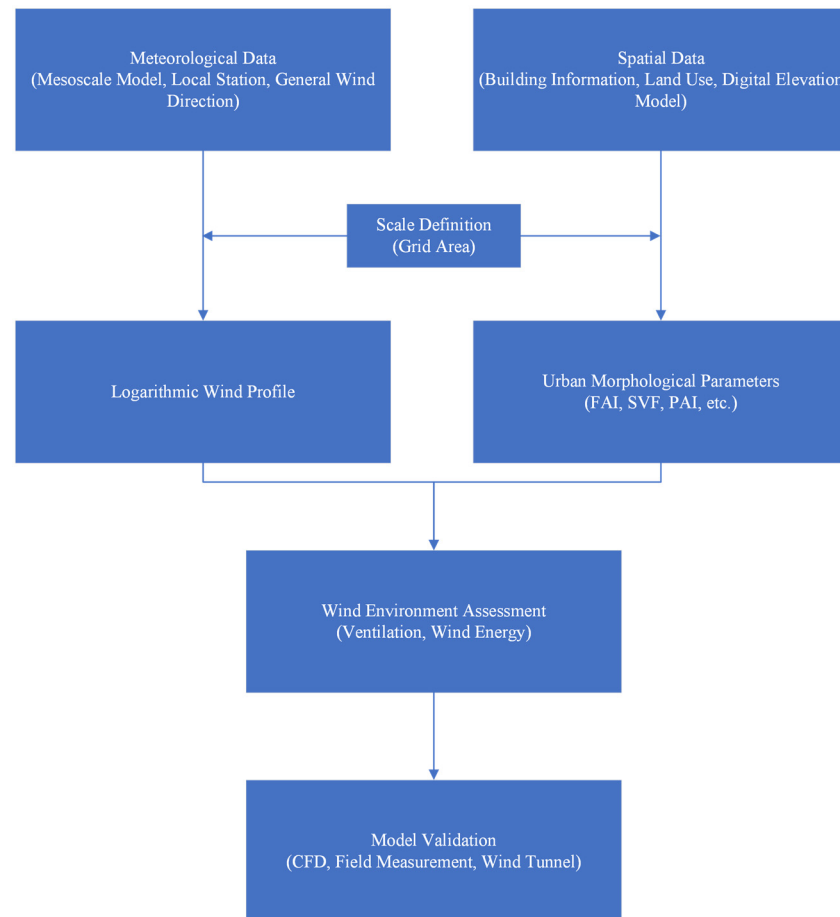 Meteorological Data
(Mesoscale Model, Local Station, General Wind
Direction)
Spatial Data
(Building Information, Land Use, Digital Elevation
Model)
Scale Definition
(Grid Area)
Logarithmic Wind Profile
Urban Morphological Parameters
(FAI, SVF, PAI, etc.)
Wind Environment Assessment
(Ventilation, Wind Energy)
Model Validation
(CFD, Field Measurement, Wind Tunnel)